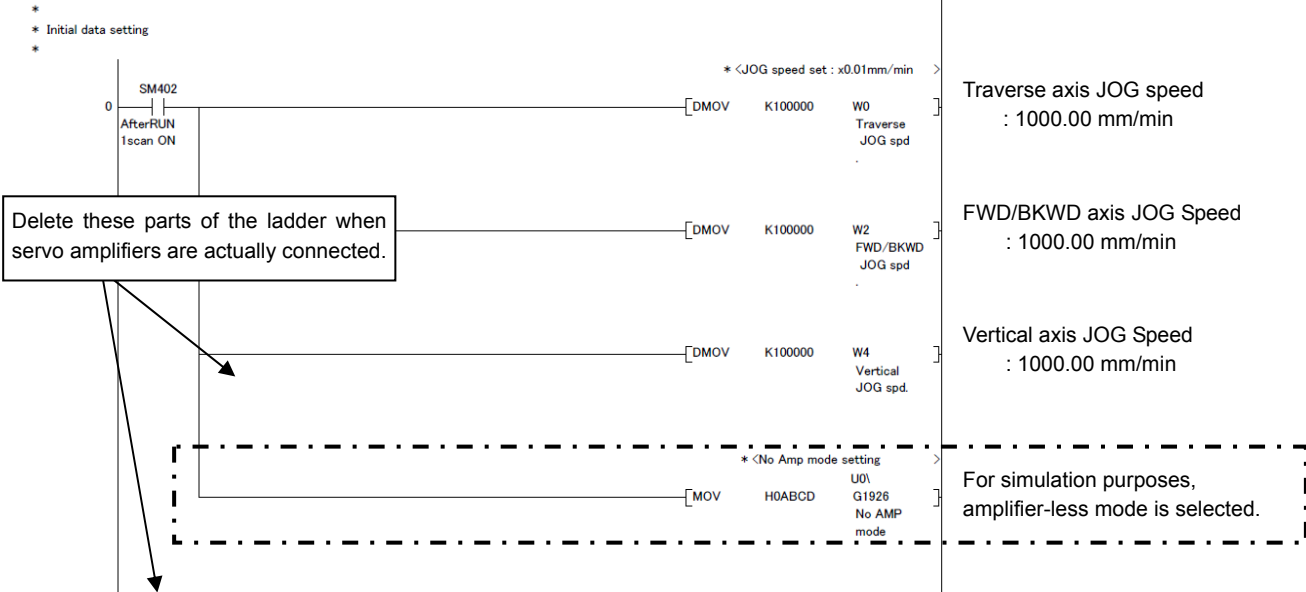 *
* Initial data setting
*
* <JOG speed set : x0.01mm/min >
SM402
0
AfterRUN
1scan ON
[DMOV K100000 W0 ]
Traverse
JOG spd
.
Traverse axis JOG speed
: 1000.00 mm/min
Delete these parts of the ladder when
servo amplifiers are actually connected.
[DMOV K100000 W2 ]
FWD/BKWD
JOG spd
.
FWD/BKWD axis JOG Speed
: 1000.00 mm/min
[DMOV K100000 W4 ]
Vertical
JOG spd.
Vertical axis JOG Speed
: 1000.00 mm/min
* <No Amp mode setting >
U0\
[MOV H0ABCD G1926 ]
No AMP
mode
For simulation purposes,
amplifier-less mode is selected.